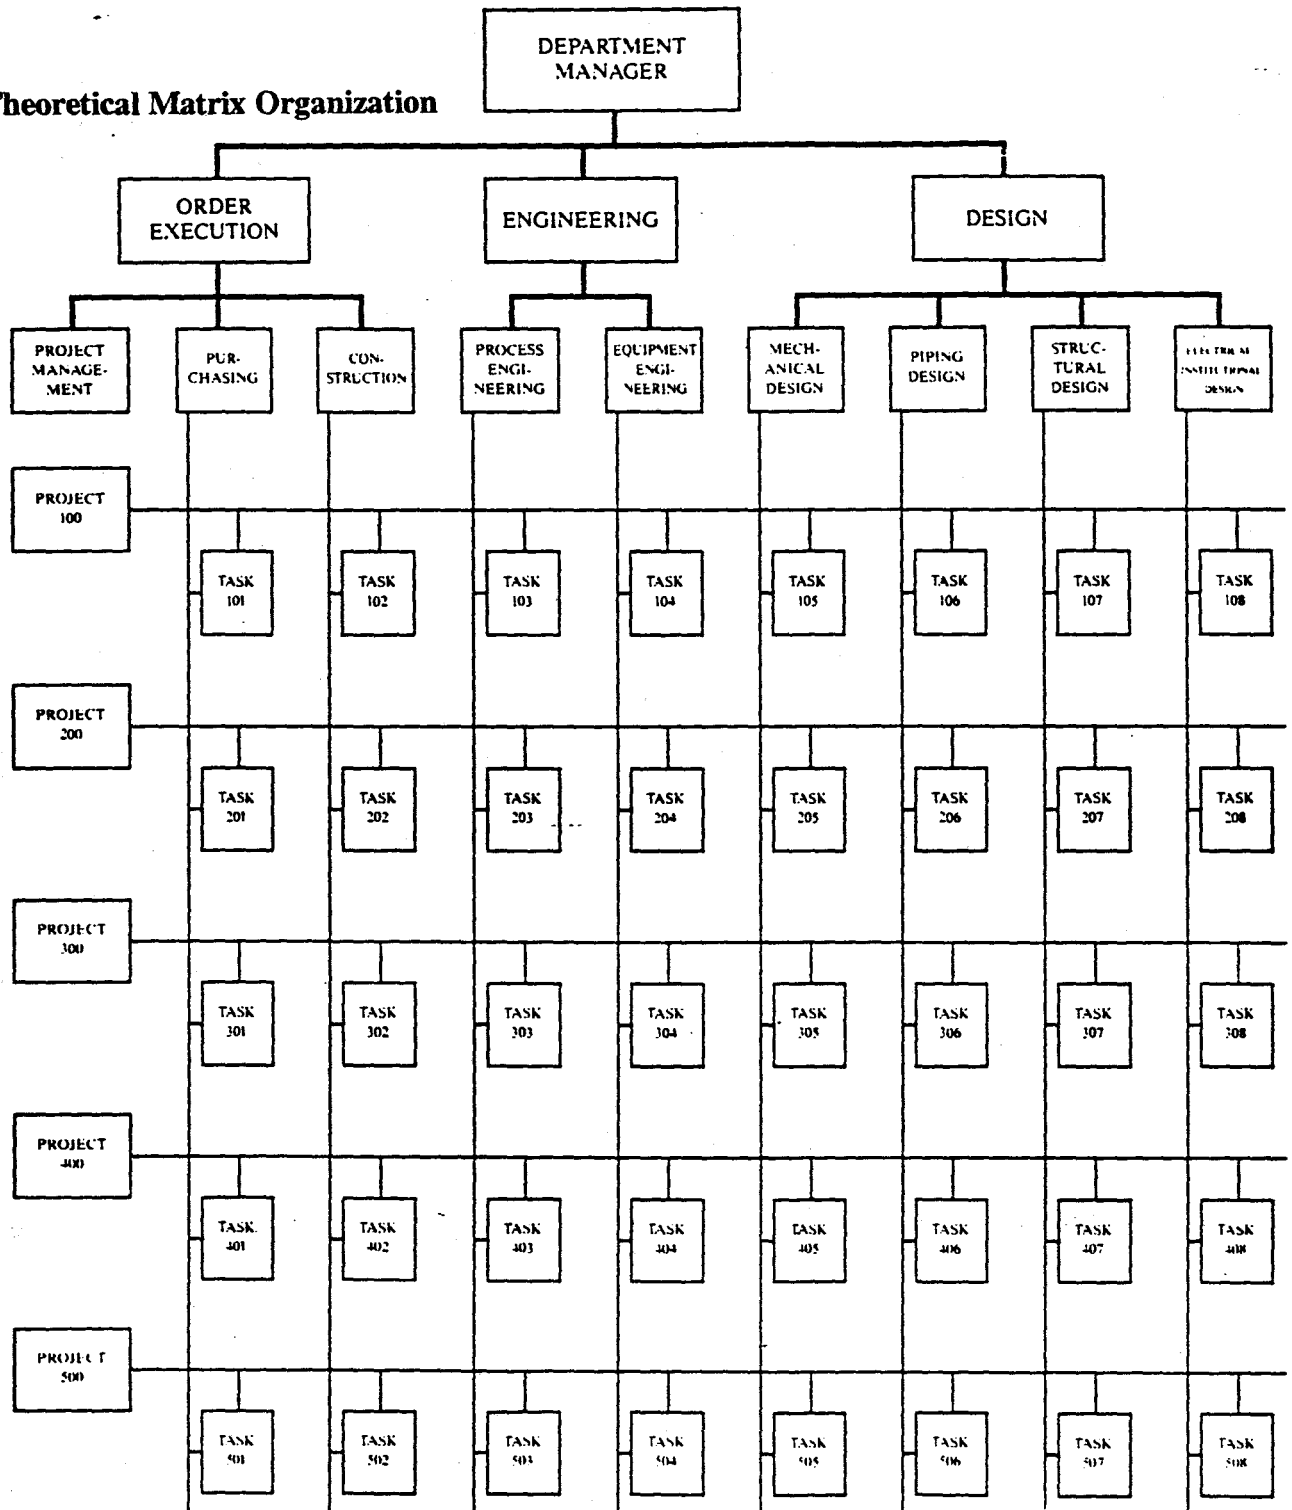 DEPARTMENT
MANAGER
Theoretical Matrix Organization
ORDER
EXECUTION
ENGINEERING
DESIGN
PROJECT
MANAGE-
MENT
PUR-
CHASING
CON-
STRUCTION
PROCESS
ENGI-
NEERING
EQUIPMENT
ENGI-
NEERING
MECH-
ANICAL
DESIGN
PIPING
DESIGN
STRUC-
TURAL
DESIGN
ELECTRICAL
INSTITUTIONAL
DESIGN
PROJECT
100
TASK
101
TASK
102
TASK
103
TASK
104
TASK
105
TASK
106
TASK
107
TASK
108
PROJECT
200
TASK
201
TASK
202
TASK
203
TASK
204
TASK
205
TASK
206
TASK
207
TASK
208
PROJECT
300
TASK
301
TASK
302
TASK
303
TASK
304
TASK
305
TASK
306
TASK
307
TASK
308
PROJECT
400
TASK
401
TASK
402
TASK
403
TASK
404
TASK
405
TASK
406
TASK
407
TASK
408
PROJECT
500
TASK
501
TASK
502
TASK
503
TASK
504
TASK
505
TASK
506
TASK
507
TASK
508